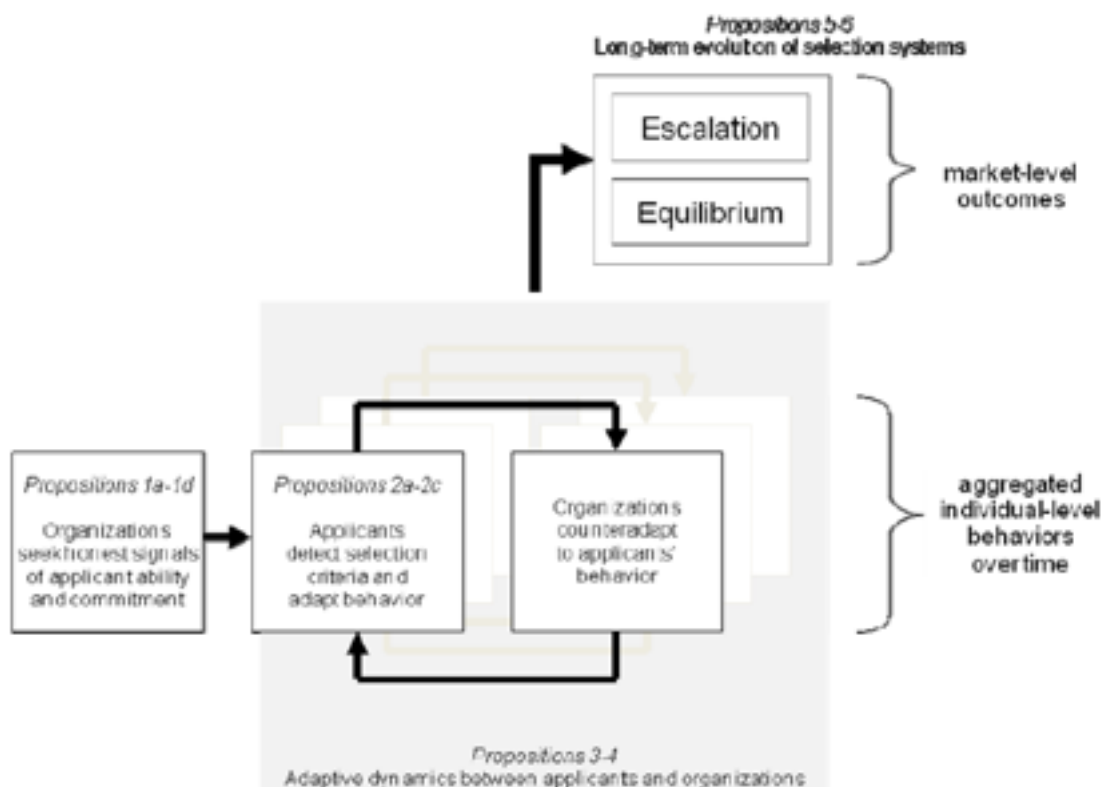 Propositions 5-6
Long-term evolution of selection systems
Escalation
Equilibrium
market-level
outcomes
Propositions 1a-1d
Organizations
seek honest signals
of applicant ability
and commitment
Propositions 2a-2c
Applicants
detect selection
criteria and
adapt behavior
Organizations
counteradapt
to applicants'
behavior
aggregated
individual-level
behaviors
over time
Propositions 3-4
Adaptive dynamics between applicants and organizations